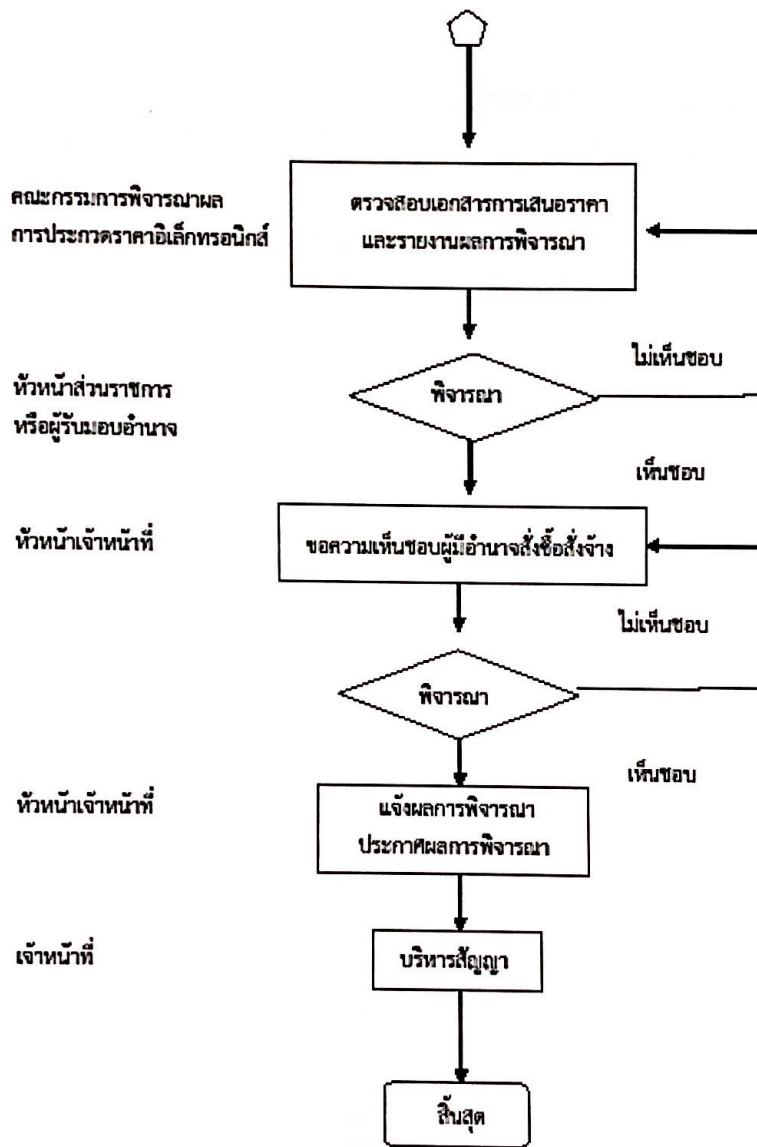 คณะกรรมการพิจารณาผล
การประกวดราคาอิเล็กทรอนิกส์
ตรวจสอบเอกสารการเสนอราคา
และรายงานผลการพิจารณา
ไม่เห็นชอบ
หัวหน้าส่วนราชการ
หรือผู้รับมอบอำนาจ
พิจารณา
เห็นชอบ
หัวหน้าเจ้าหน้าที่
ขอความเห็นชอบผู้มีอำนาจสั่งซื้อสั่งจ้าง
ไม่เห็นชอบ
พิจารณา
เห็นชอบ
หัวหน้าเจ้าหน้าที่
แจ้งผลการพิจารณา
ประกาศผลการพิจารณา
เจ้าหน้าที่
บริหารสัญญา
สิ้นสุด